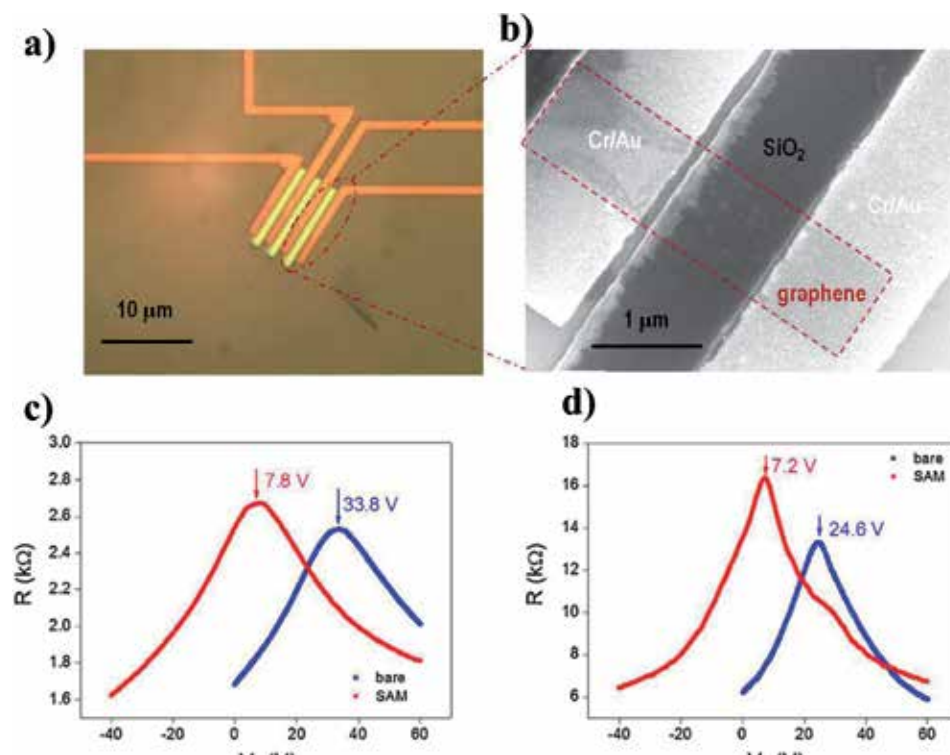 a)
10 μm
b)
Cr/Au
SiO₂
Cr/Au
graphene
1 μm
c)
3.0
2.8
2.6
2.4
2.2
2.0
1.8
1.6
R (kΩ)
7.8 V
33.8 V
bare
SAM
-40 -20 0 20 40 60
d)
18
16
14
12
10
8
6
R (kΩ)
7.2 V
24.6 V
bare
SAM
-40 -20 0 20 40 60